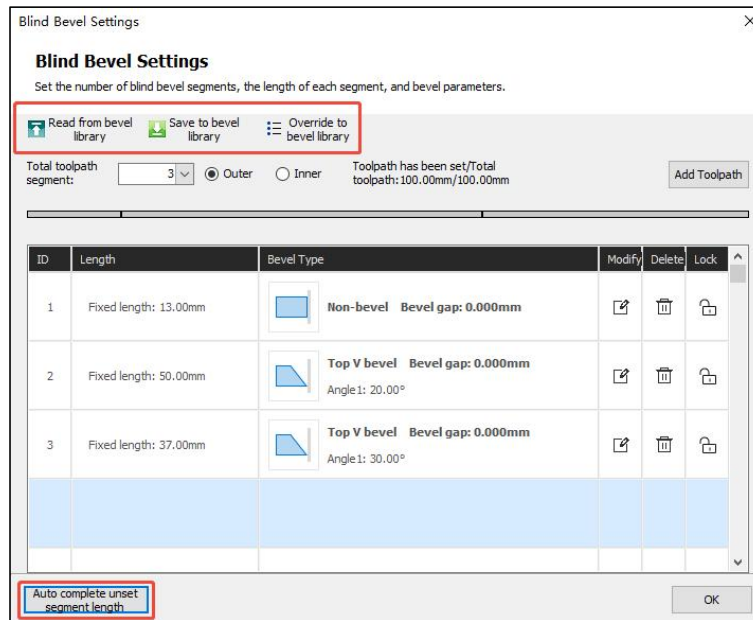 Blind Bevel Settings
Blind Bevel Settings
Set the number of blind bevel segments, the length of each segment, and bevel parameters.
Read from bevel
library
Save to bevel
library
Override to
bevel library
Total toolpath
segment:
3
Outer
Inner
Toolpath has been set/Total
toolpath:100.00mm/100.00mm
Add Toolpath
ID Length Bevel Type Modify Delete Lock
1 Fixed length: 13.00mm Non-bevel Bevel gap: 0.000mm
2 Fixed length: 50.00mm Top V bevel Bevel gap: 0.000mm
Angle1: 20.00°
3 Fixed length: 37.00mm Top V bevel Bevel gap: 0.000mm
Angle1: 30.00°
Auto complete unset
segment length
OK